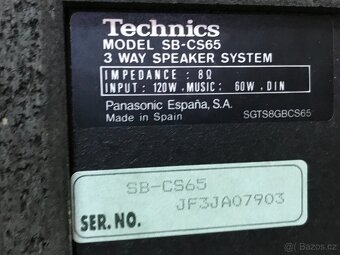 Technics
MODEL SB-CS65
3 WAY SPEAKER SYSTEM
IMPEDANCE : 8Ω
INPUT: 120W, MUSIC: 60W, DIN
Panasonic España, S.A.
Made in Spain SGTS8GBCS65
SB-CS65
JF3JA07903
SER.NO.
Bazoš.cz